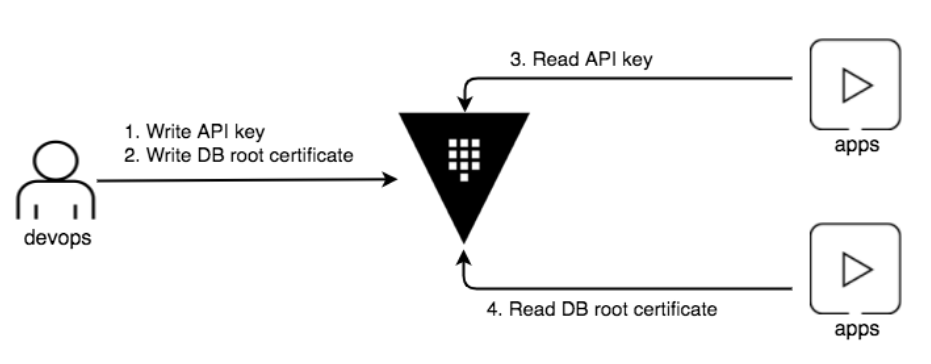 3. Read API key
apps
1. Write API key
2. Write DB root certificate
devops
4. Read DB root certificate
apps